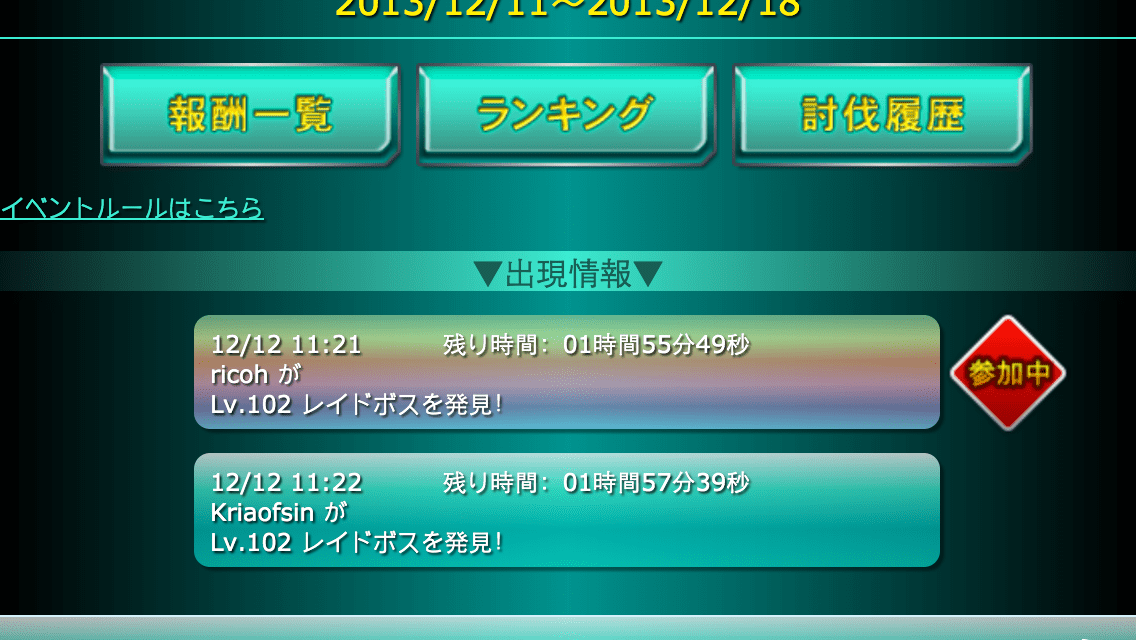 2013/12/11～2013/12/18
報酬一覧 ランキング 討伐履歴
イベントルールはこちら
▼出現情報▼
12/12 11:21 残り時間：01時間55分49秒
ricoh が
Lv.102 レイドボスを発見！
参加中
12/12 11:22 残り時間：01時間57分39秒
Kriaofsin が
Lv.102 レイドボスを発見！